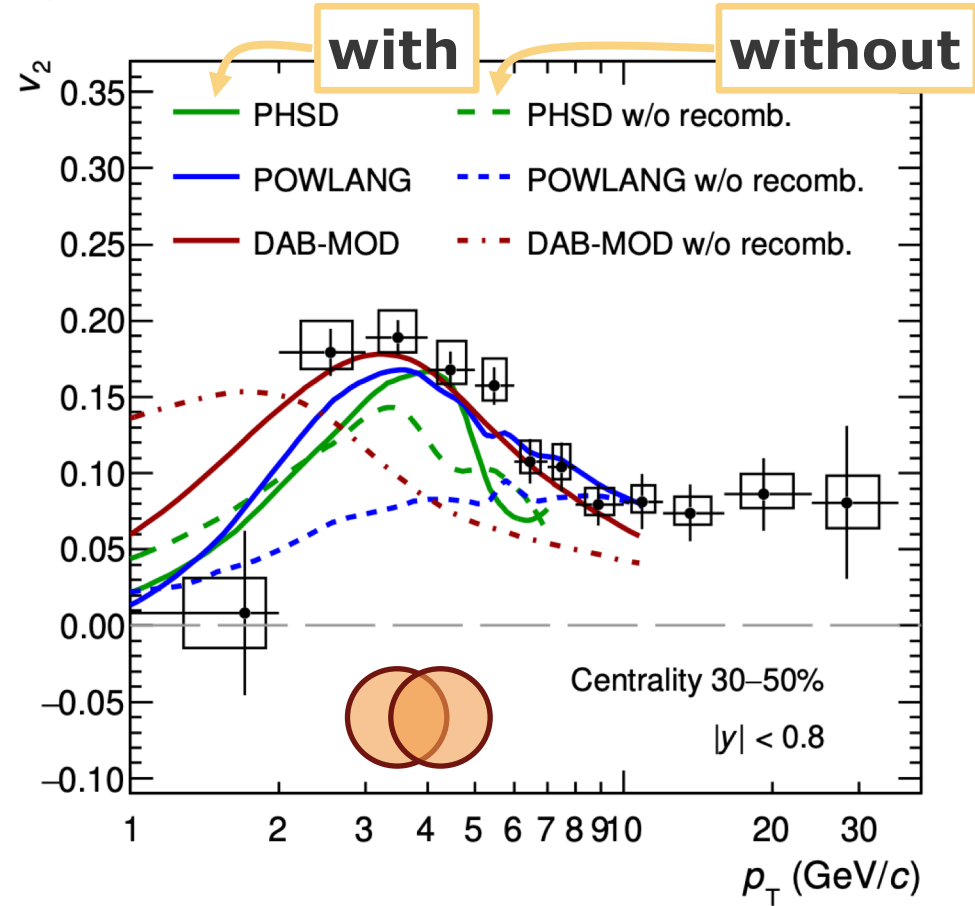 with without
v2
0.35
PHSD PHSD w/o recomb.
0.30
POWLANG POWLANG w/o recomb.
0.25
DAB-MOD DAB-MOD w/o recomb.
0.20
0.15
0.10
0.05
0.00
Centrality 30–50%
−0.05
|y| < 0.8
−0.10
1 2 3 4 5 6 7 8 9 10 20 30
pT (GeV/c)